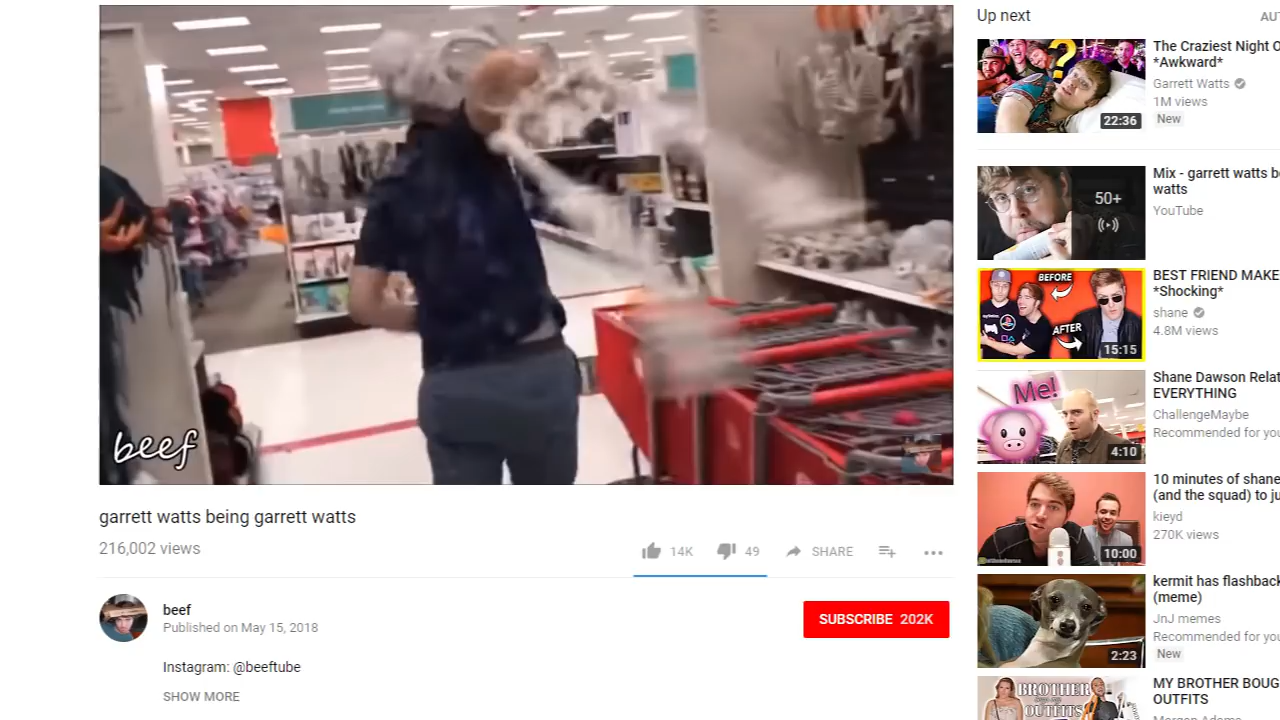 Up next
AUT
beef
garrett watts being garrett watts
216,002 views
14K
49
SHARE
beef
Published on May 15, 2018
SUBSCRIBE 202K
Instagram: @beeftube
SHOW MORE
22:36
The Craziest Night O
*Awkward*
Garrett Watts
1M views
New
50+
Mix - garrett watts b
watts
YouTube
BEFORE
AFTER
15:15
BEST FRIEND MAKE
*Shocking*
shane
4.8M views
Me!
4:10
Shane Dawson Relat
EVERYTHING
ChallengeMaybe
Recommended for you
10:00
10 minutes of shane
(and the squad) to ju
kieyd
270K views
2:23
kermit has flashback
(meme)
JnJ memes
Recommended for you
New
BROTHER
OUTFITS
MY BROTHER BOUG
OUTFITS
Morgan Adams